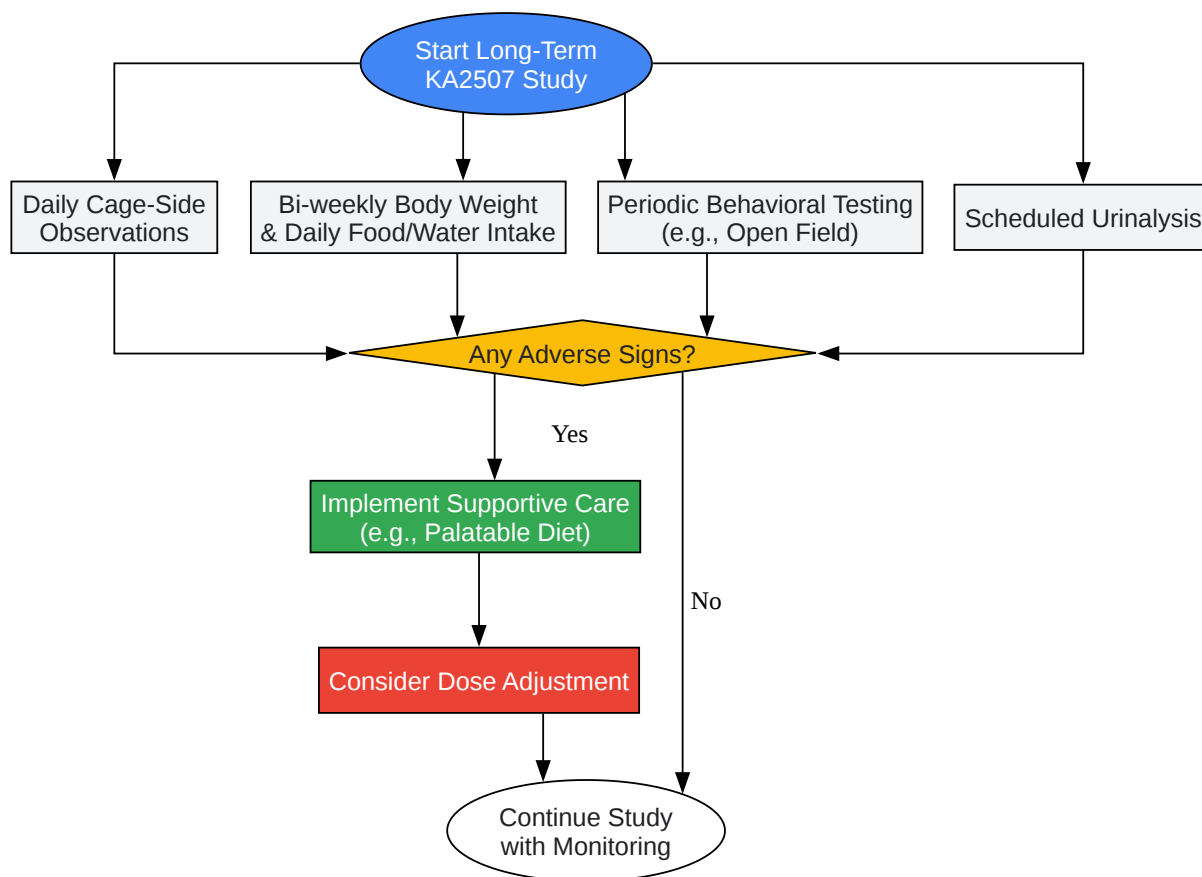 Start Long-Term
KA2507 Study
Daily Cage-Side
Observations
Bi-weekly Body Weight
& Daily Food/Water Intake
Periodic Behavioral Testing
(e.g., Open Field)
Scheduled Urinalysis
Any Adverse Signs?
Yes
Implement Supportive Care
(e.g., Palatable Diet)
No
Consider Dose Adjustment
Continue Study
with Monitoring